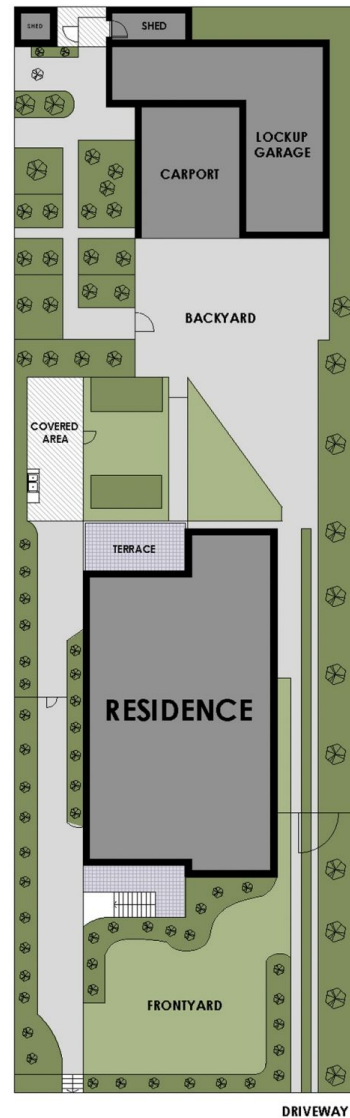 SHED
SHED
LOCKUP
GARAGE
CARPORT
BACKYARD
COVERED
AREA
TERRACE
RESIDENCE
FRONTYARD
DRIVEWAY